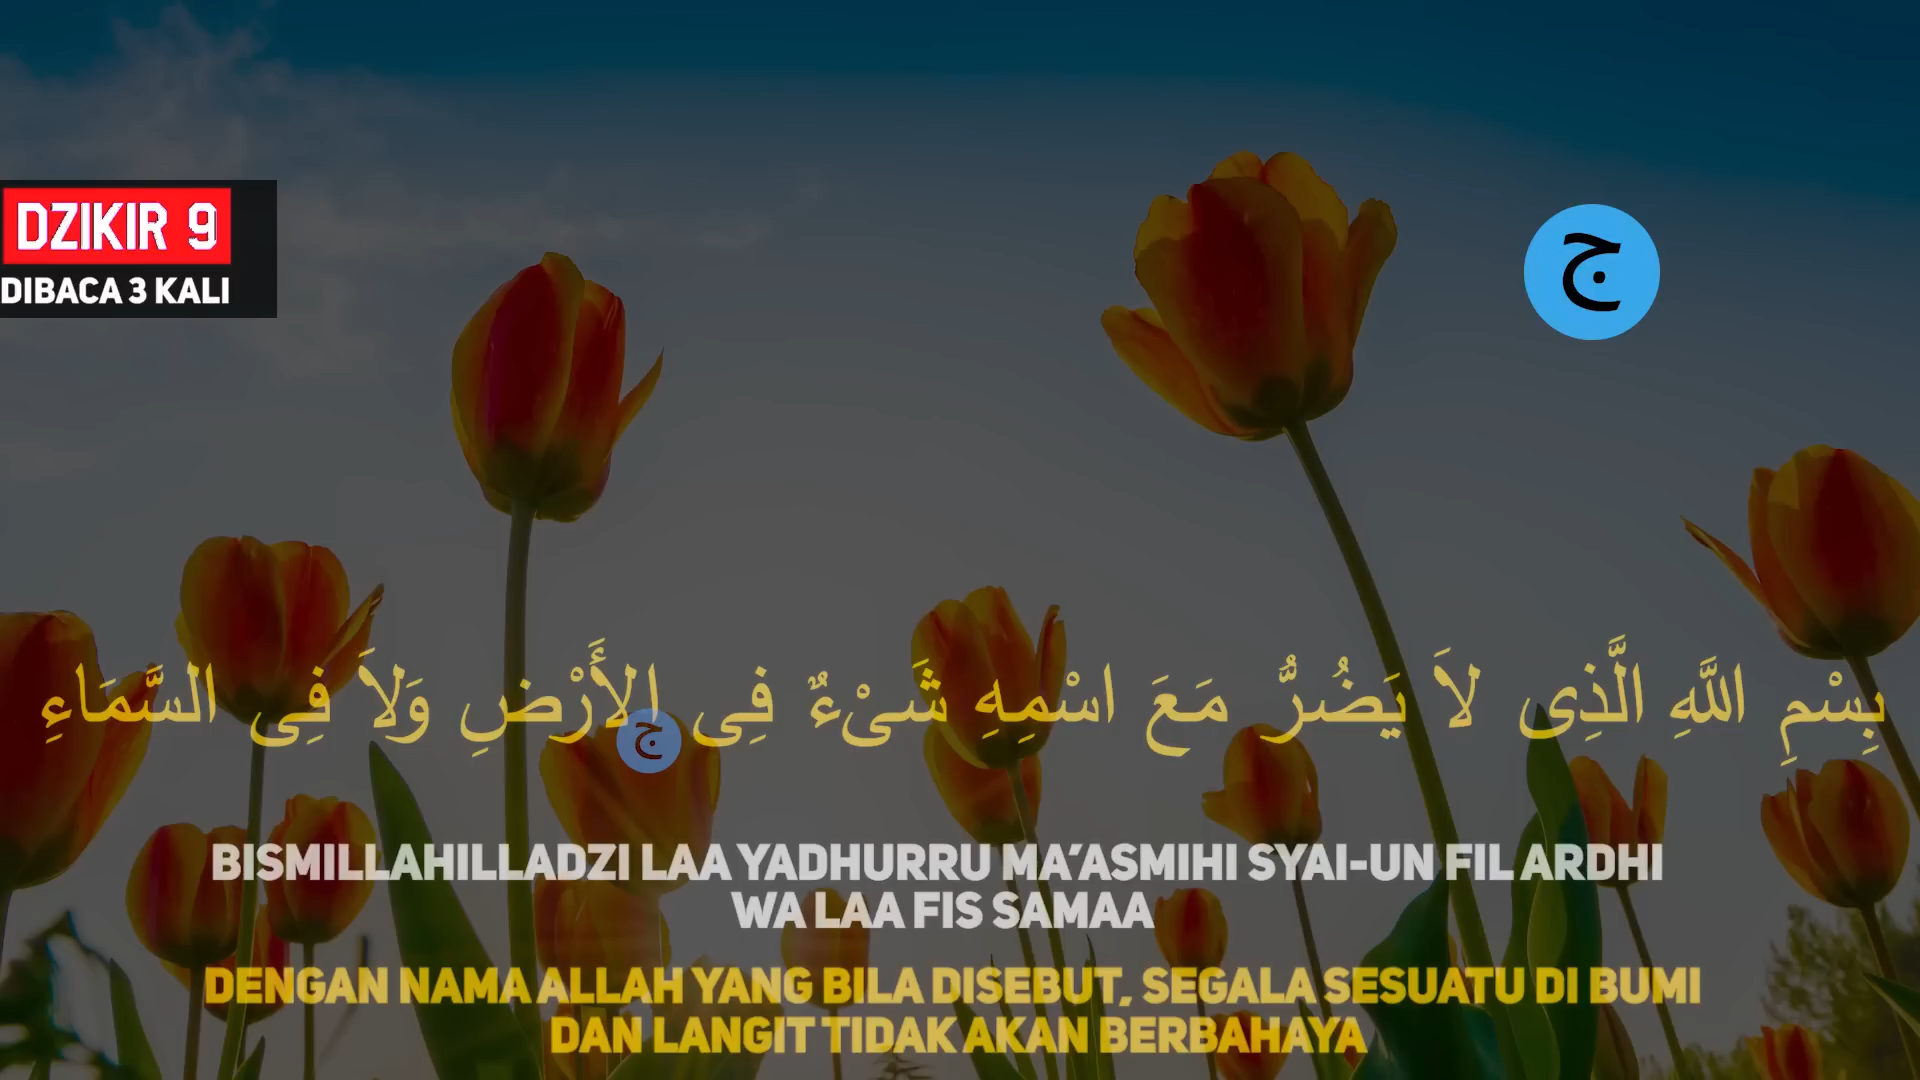 DZIKIR 9
DIBACA 3 KALI
ج
بِسْمِ اللَّهِ الَّذِى لاَ يَضُرُّ مَعَ اسْمِهِ شَىْءٌ فِى الأَرْضِ وَلاَ فِى السَّمَاءِ
ج
BISMILLAHILLADZI LAA YADHURRU MA'ASMIHI SYAI-UN FIL ARDHI
WA LAA FIS SAMAA
DENGAN NAMA ALLAH YANG BILA DISEBUT, SEGALA SESUATU DI BUMI
DAN LANGIT TIDAK AKAN BERBAHAYA